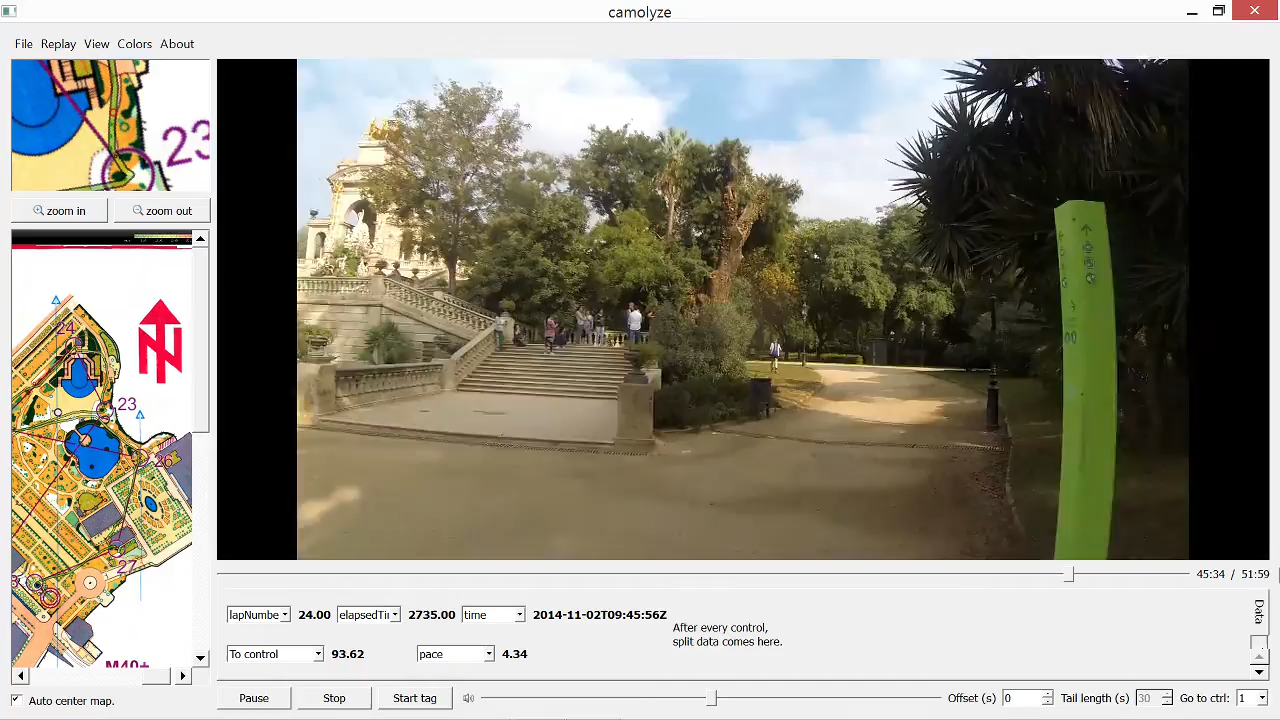 camolyze
File Replay View Colors About
23
zoom in zoom out
24
N
23
27
M40+
45:34 / 51:59
lapNumbe 24.00 elapsedTii 2735.00 time 2014-11-02T09:45:56Z
After every control,
split data comes here.
Data
To control 93.62 pace 4.34
Auto center map.
Pause Stop Start tag Offset (s) 0 Tail length (s) 30 Go to ctrl: 1